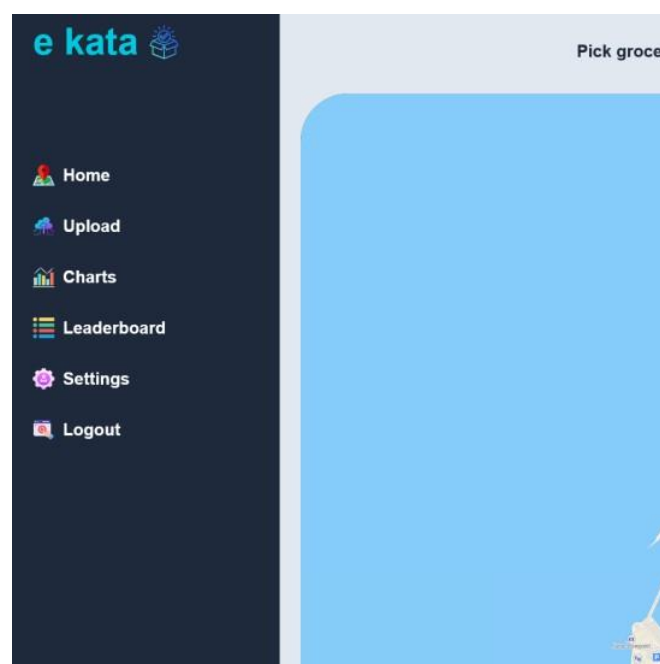 e kata
Pick groce
Home
Upload
Charts
Leaderboard
Settings
Logout